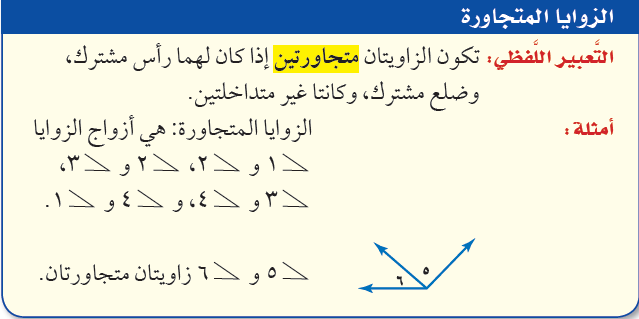 الزوايا المتجاورة
التَّعبير اللَّفظي: تكون الزاويتان متجاورتين إذا كان لهما رأس مشترك،
وضلع مشترك، وكانتا غير متداخلتين.
أمثلة: الزوايا المتجاورة: هي أزواج الزوايا
∠١ و ∠٢، ∠٢ و ∠٣،
∠٣ و ∠٤، و ∠٤ و ∠١.
∠٥ و ∠٦ زاويتان متجاورتان.
٥
٦